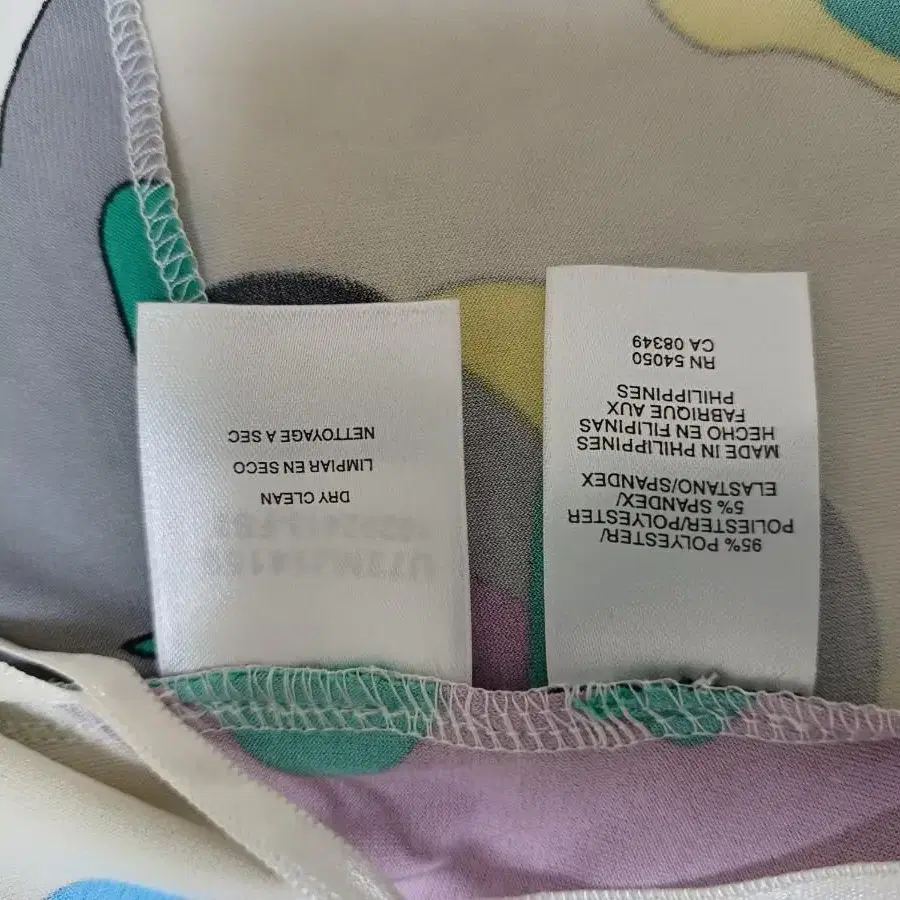 DRY CLEAN
LIMPIAR EN SECO
NETTOYAGE A SEC
95% POLYESTER/
POLIESTER/POLYESTER
5% SPANDEX/
ELASTANO/SPANDEX
MADE IN PHILIPPINES
HECHO EN FILIPINAS
FABRIQUE AUX
PHILIPPINES
RN 54050
CA 08349